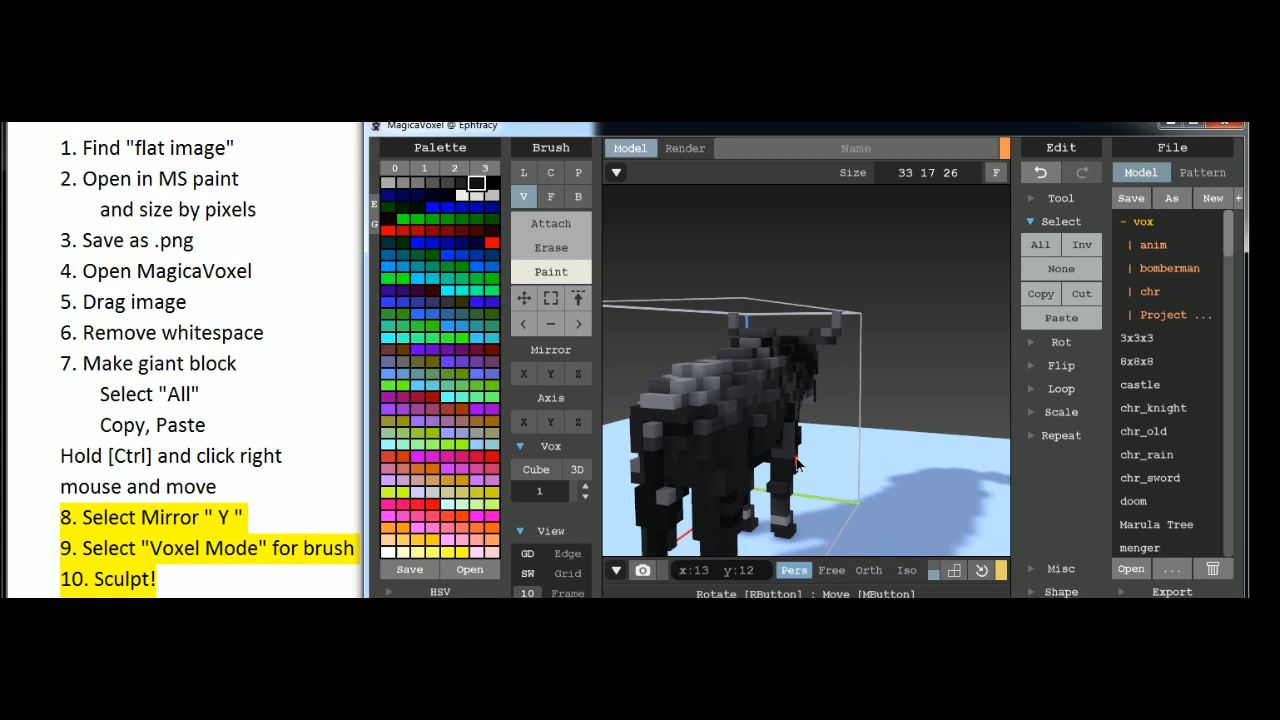 1. Find "flat image"
2. Open in MS paint
and size by pixels
3. Save as .png
4. Open MagicaVoxel
5. Drag image
6. Remove whitespace
7. Make giant block
Select "All"
Copy, Paste
Hold [Ctrl] and click right
mouse and move
8. Select Mirror " Y "
9. Select "Voxel Mode" for brush
10. Sculpt!
MagicaVoxel @ Ephtracy
Palette
0 1 2 3
E
G
Save Open
HSV
Brush
L C P
V F B
Attach
Erase
Paint
< - >
Mirror
X Y Z
Axis
X Y Z
Vox
Cube 3D
1
View
GD Edge
SW Grid
10 Frame
Model Render Name
Size 33 17 26 F
x:13 y:12 Pers Free Orth Iso
Rotate [RButton] : Move [MButton]
Edit
Tool
Select
All Inv
None
Copy Cut
Paste
Rot
Flip
Loop
Scale
Repeat
Misc
Shape
File
Model Pattern
Save As New +
- vox
| anim
| bomberman
| chr
| Project ...
3x3x3
8x8x8
castle
chr_knight
chr_old
chr_rain
chr_sword
doom
Marula Tree
menger
Open ...
Export